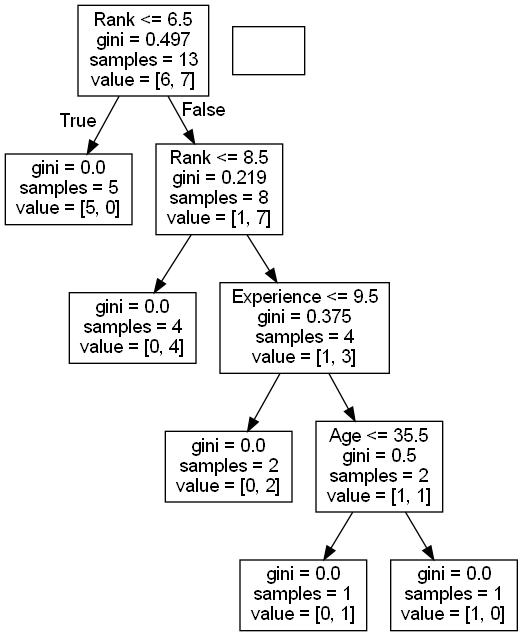 Rank <= 6.5
gini = 0.497
samples = 13
value = [6, 7]
True
False
gini = 0.0
samples = 5
value = [5, 0]
Rank <= 8.5
gini = 0.219
samples = 8
value = [1, 7]
gini = 0.0
samples = 4
value = [0, 4]
Experience <= 9.5
gini = 0.375
samples = 4
value = [1, 3]
gini = 0.0
samples = 2
value = [0, 2]
Age <= 35.5
gini = 0.5
samples = 2
value = [1, 1]
gini = 0.0
samples = 1
value = [0, 1]
gini = 0.0
samples = 1
value = [1, 0]